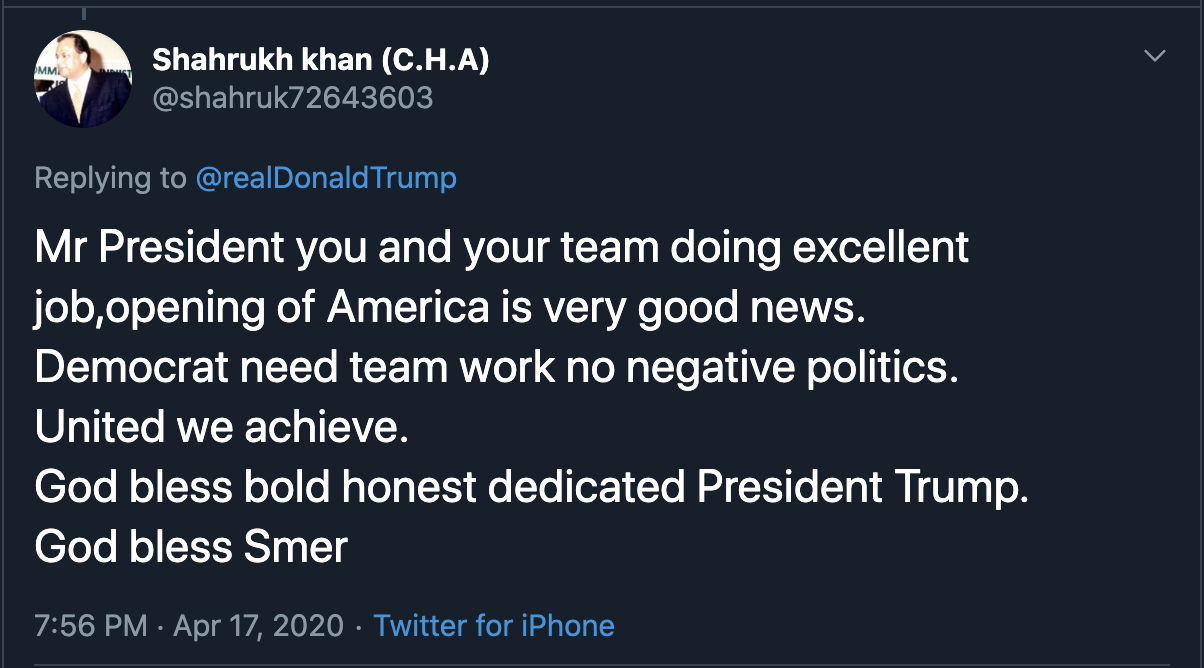 Shahrukh khan (C.H.A)
@shahruk72643603
Replying to @realDonaldTrump
Mr President you and your team doing excellent
job,opening of America is very good news.
Democrat need team work no negative politics.
United we achieve.
God bless bold honest dedicated President Trump.
God bless Smer
7:56 PM · Apr 17, 2020 · Twitter for iPhone